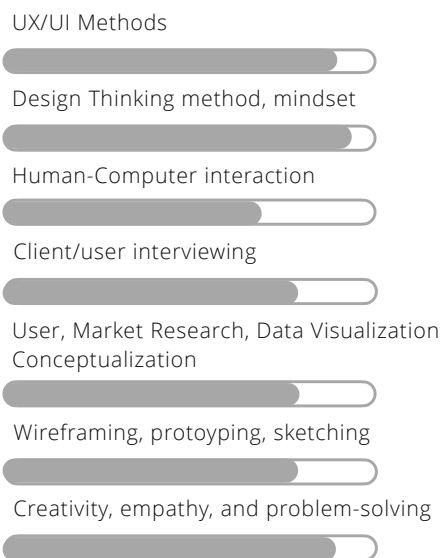 UX/UI Methods
Design Thinking method, mindset
Human-Computer interaction
Client/user interviewing
User, Market Research, Data Visualization
Conceptualization
Wireframing, protoyping, sketching
Creativity, empathy, and problem-solving